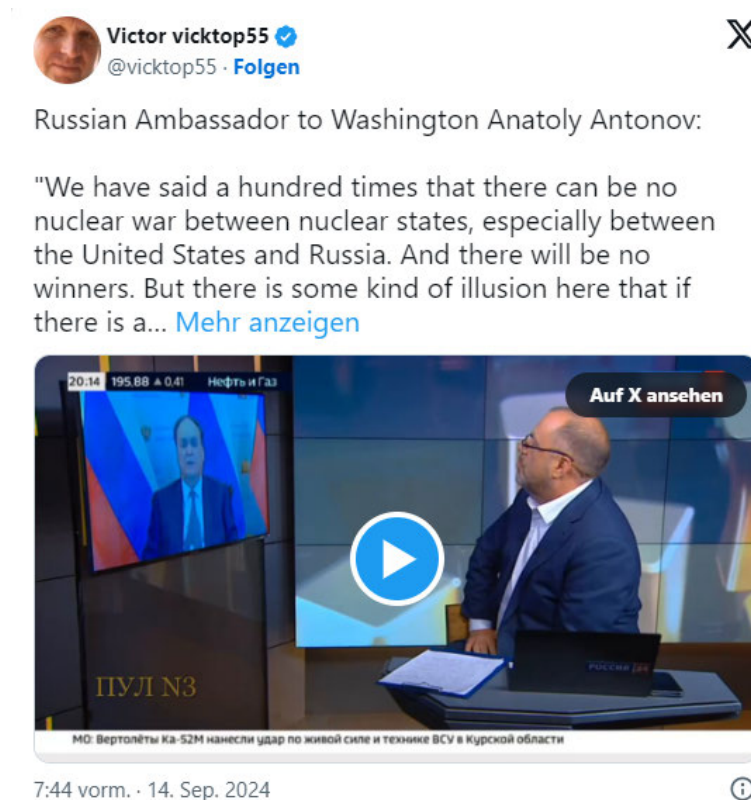 Victor vicktop55
X
@vicktop55 · Folgen
Russian Ambassador to Washington Anatoly Antonov:
"We have said a hundred times that there can be no
nuclear war between nuclear states, especially between
the United States and Russia. And there will be no
winners. But there is some kind of illusion here that if
there is a... Mehr anzeigen
20:14 195,88 ▲ 0,41 Нефть и Газ
Auf X ansehen
ПУЛ N3
РОССИЯ 24
МО: Вертолёты Ка-52М нанесли удар по живой силе и технике ВСУ в Курской области
7:44 vorm. · 14. Sep. 2024